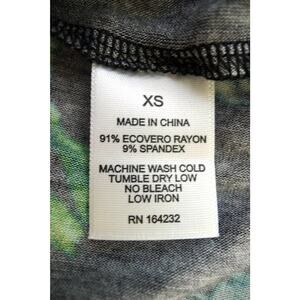 XS
MADE IN CHINA
91% ECOVERO RAYON
9% SPANDEX
MACHINE WASH COLD
TUMBLE DRY LOW
NO BLEACH
LOW IRON
RN 164232